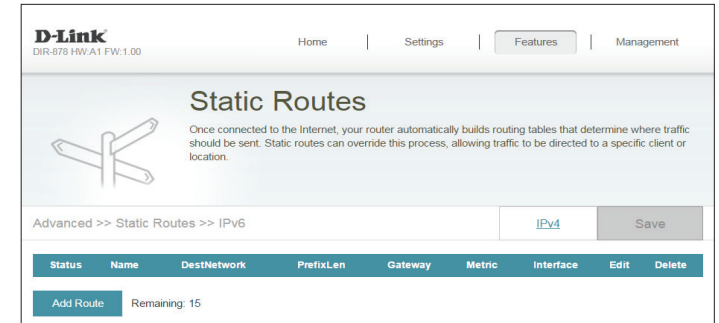 D-Link
DIR-878 HW:A1 FW:1.00
Home Settings Features Management
Static Routes
Once connected to the Internet, your router automatically builds routing tables that determine where traffic
should be sent. Static routes can override this process, allowing traffic to be directed to a specific client or
location.
Advanced >> Static Routes >> IPv6 IPv4 Save
Status Name DestNetwork PrefixLen Gateway Metric Interface Edit Delete
Add Route Remaining: 15